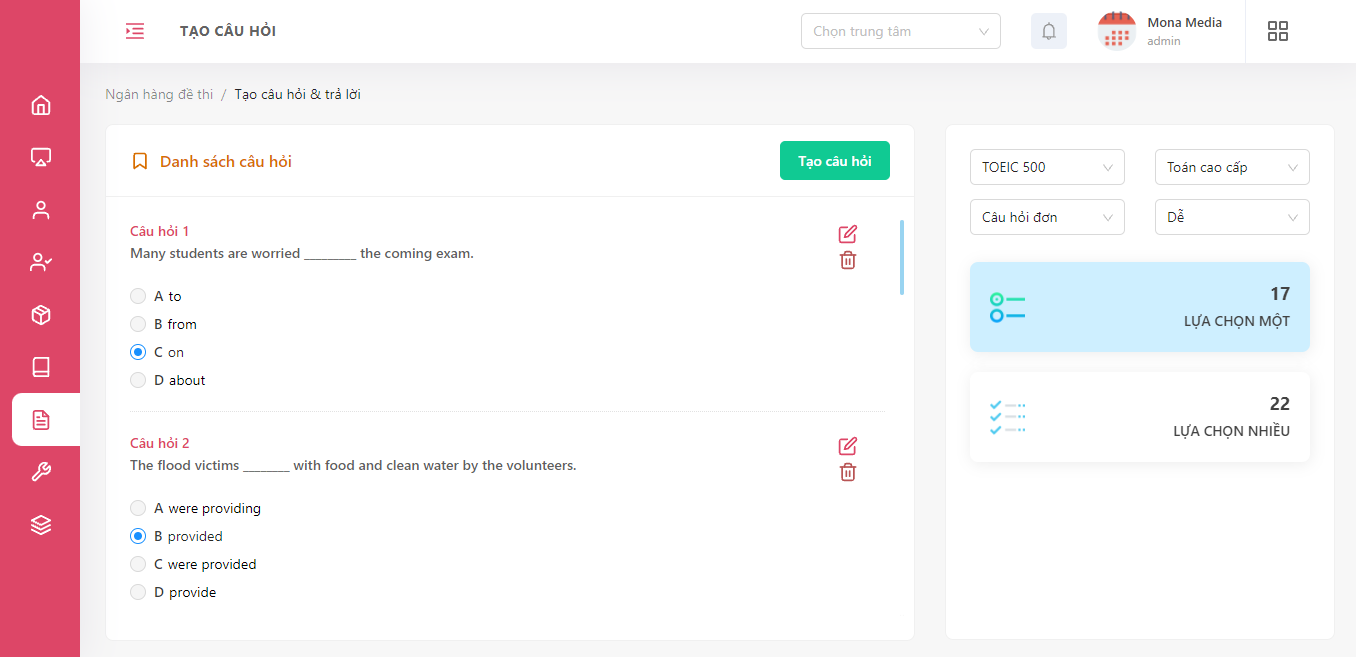 TẠO CÂU HỎI
Chọn trung tâm
Mona Media
admin
Ngân hàng đề thi / Tạo câu hỏi & trả lời
Danh sách câu hỏi
Tạo câu hỏi
Câu hỏi 1
Many students are worried ________ the coming exam.
A to
B from
C on
D about
Câu hỏi 2
The flood victims _______ with food and clean water by the volunteers.
A were providing
B provided
C were provided
D provide
TOEIC 500
Toán cao cấp
Câu hỏi đơn
Dễ
17
LỰA CHỌN MỘT
22
LỰA CHỌN NHIỀU